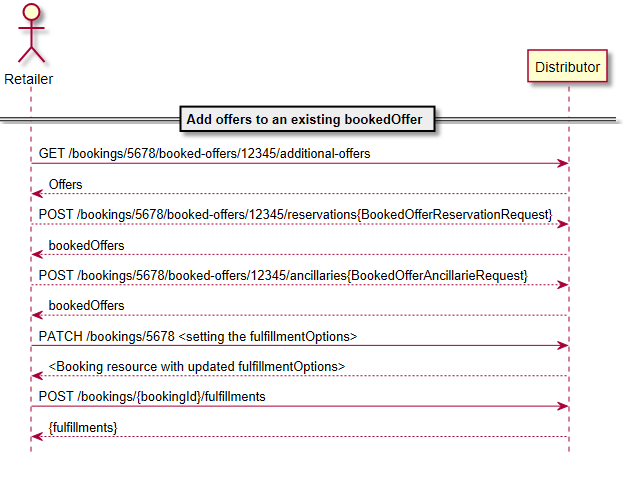 Retailer
Distributor
Add offers to an existing bookedOffer
GET /bookings/5678/booked-offers/12345/additional-offers
Offers
POST /bookings/5678/booked-offers/12345/reservations{BookedOfferReservationRequest}
bookedOffers
POST /bookings/5678/booked-offers/12345/ancillaries{BookedOfferAncillarieRequest}
bookedOffers
PATCH /bookings/5678 <setting the fulfillmentOptions>
<Booking resource with updated fulfillmentOptions>
POST /bookings/{bookingId}/fulfillments
{fulfillments}